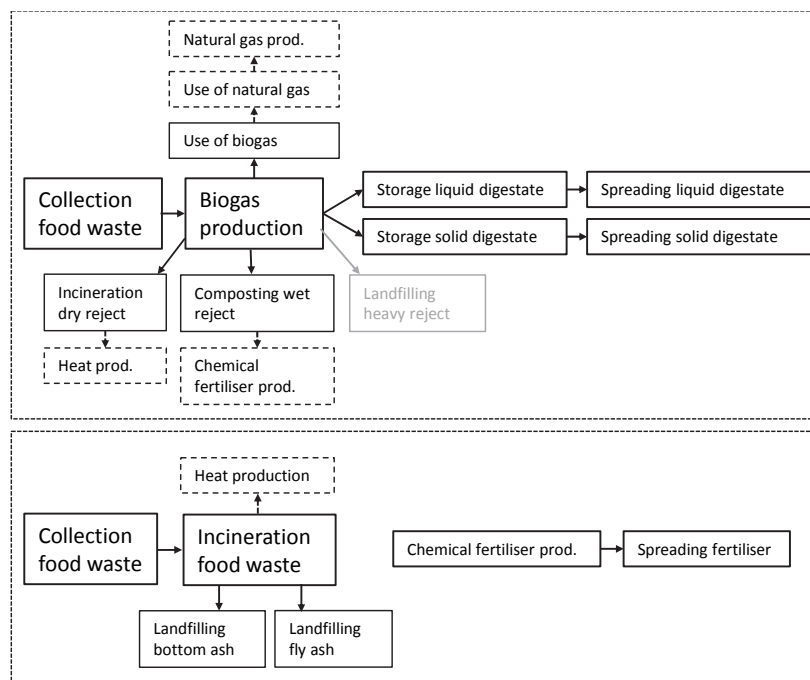 Natural gas prod.
Use of natural gas
Use of biogas
Collection
food waste
Biogas
production
Storage liquid digestate
Spreading liquid digestate
Storage solid digestate
Spreading solid digestate
Incineration
dry reject
Composting wet
reject
Landfilling
heavy reject
Heat prod.
Chemical
fertiliser prod.
Heat production
Collection
food waste
Incineration
food waste
Chemical fertiliser prod.
Spreading fertiliser
Landfilling
bottom ash
Landfilling
fly ash